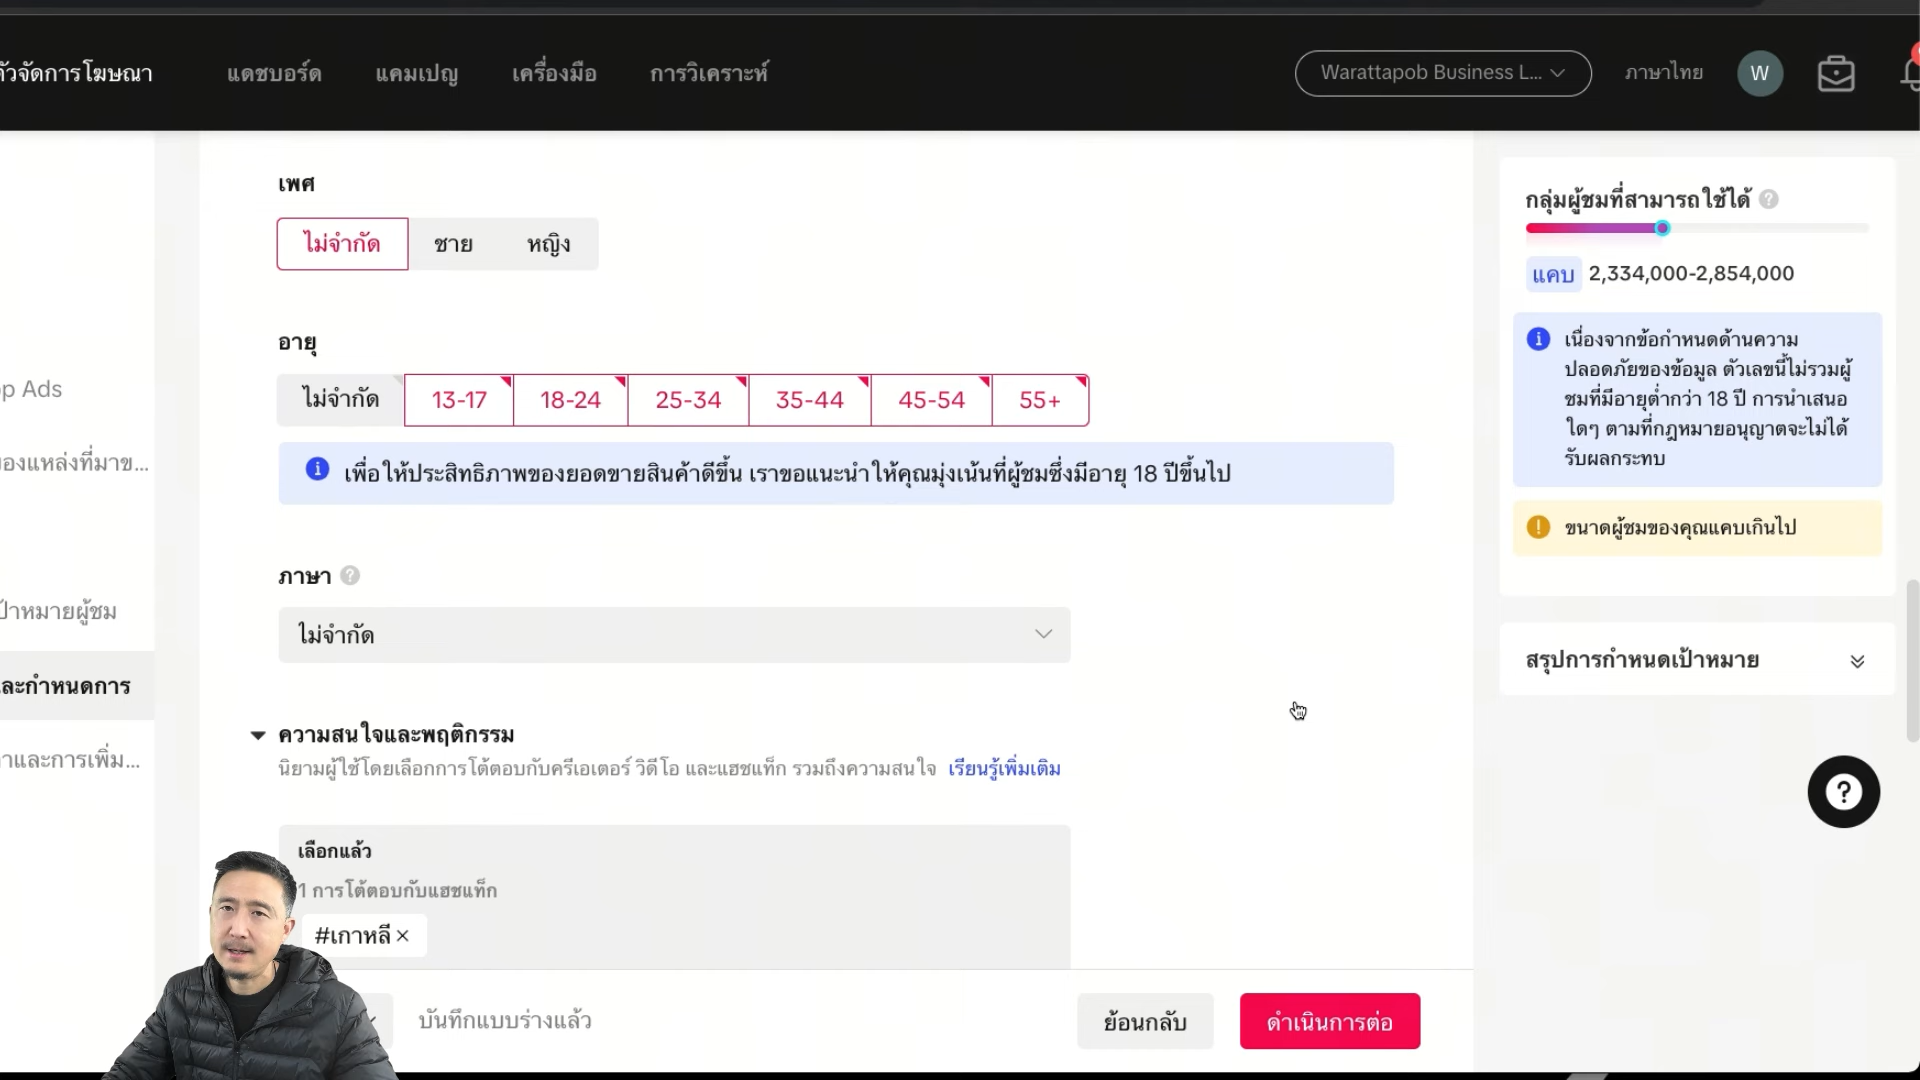 ตัวจัดการโฆษณา
แดชบอร์ด
แคมเปญ
เครื่องมือ
การวิเคราะห์
Warattapob Business L...
ภาษาไทย
W
p Ads
องแหล่งที่มาข...
ป้าหมายผู้ชม
ละกำหนดการ
าและการเพิ่ม...
เพศ
ไม่จำกัด
ชาย
หญิง
อายุ
ไม่จำกัด
13-17
18-24
25-34
35-44
45-54
55+
เพื่อให้ประสิทธิภาพของยอดขายสินค้าดีขึ้น เราขอแนะนำให้คุณมุ่งเน้นที่ผู้ชมซึ่งมีอายุ 18 ปีขึ้นไป
ภาษา
ไม่จำกัด
ความสนใจและพฤติกรรม
นิยามผู้ใช้โดยเลือกการโต้ตอบกับครีเอเตอร์ วิดีโอ และแฮชแท็ก รวมถึงความสนใจ เรียนรู้เพิ่มเติม
เลือกแล้ว
1 การโต้ตอบกับแฮชแท็ก
#เกาหลี ×
บันทึกแบบร่างแล้ว
ย้อนกลับ
ดำเนินการต่อ
กลุ่มผู้ชมที่สามารถใช้ได้
แคบ 2,334,000-2,854,000
เนื่องจากข้อกำหนดด้านความ
ปลอดภัยของข้อมูล ตัวเลขนี้ไม่รวมผู้
ชมที่มีอายุต่ำกว่า 18 ปี การนำเสนอ
ใดๆ ตามที่กฎหมายอนุญาตจะไม่ได้
รับผลกระทบ
ขนาดผู้ชมของคุณแคบเกินไป
สรุปการกำหนดเป้าหมาย